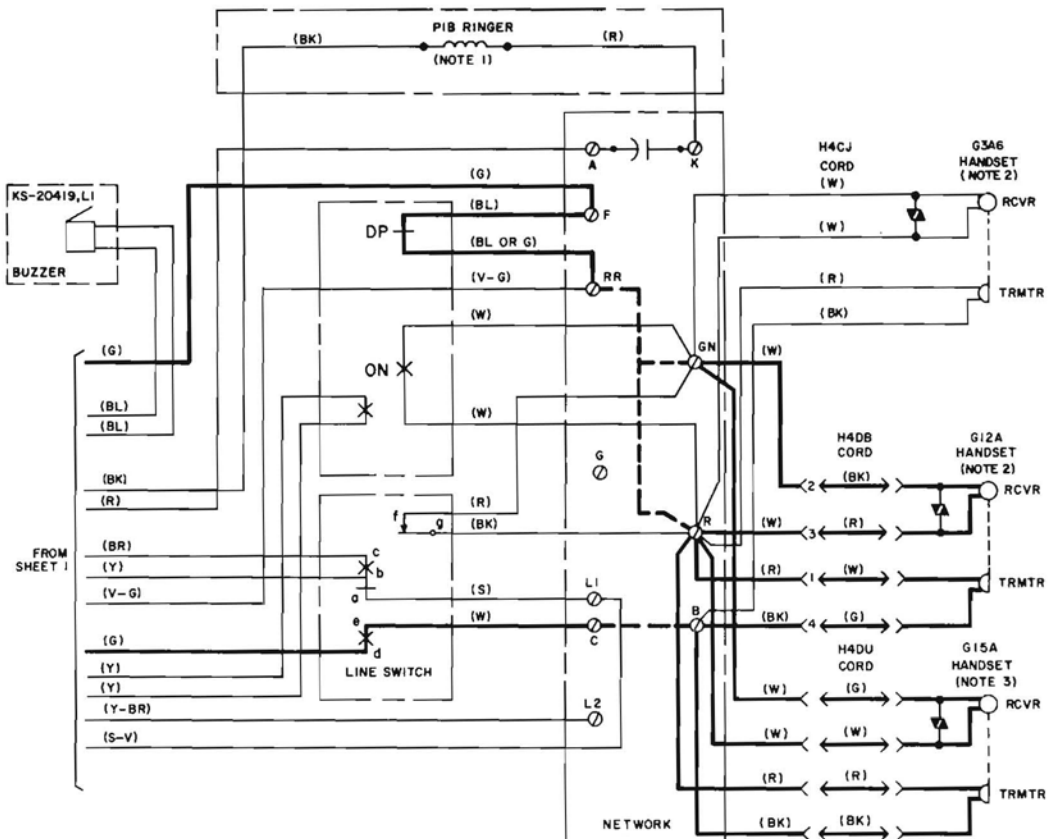 PIB RINGER
(BK)
(R)
(NOTE 1)
A
K
H4CJ
CORD
(W)
G3A6
HANDSET
(NOTE 2)
RCVR
KS-20419, L1
BUZZER
(G)
(BL)
F
DP
(BL OR G)
(W)
RR
(V-G)
(R)
TRMTR
(BK)
(W)
GN
(W)
(G)
ON
(BL)
(BL)
(W)
G
H4DB
CORD
G12A
HANDSET
(NOTE 2)
(BK)
(R)
2
(BK)
RCVR
(R)
f
g
(BK)
R
(W)
3
(R)
FROM
SHEET 1
(BR)
(Y)
(V-G)
c
b
a
(S)
L1
(R)
1
(W)
TRMTR
e
d
(W)
C
B
(BK)
4
(G)
(G)
LINE SWITCH
H4DU
CORD
G15A
HANDSET
(NOTE 3)
(Y)
(Y)
(Y-BR)
(S-V)
L2
(W)
(G)
RCVR
(W)
(W)
(R)
(R)
TRMTR
NETWORK
(BK)
(BK)